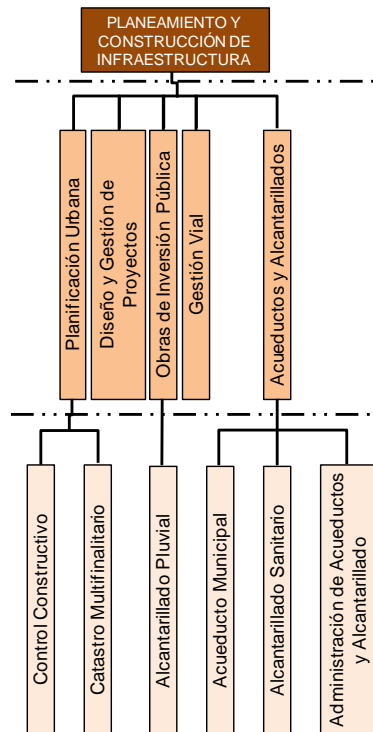 PLANEAMIENTO Y
CONSTRUCCIÓN DE
INFRAESTRUCTURA
Planificación Urbana
Diseño y Gestión de
Proyectos
Obras de Inversión Pública
Gestión Vial
Acueductos y Alcantarillados
Control Constructivo
Catastro Multifinalitario
Alcantarillado Pluvial
Acueducto Municipal
Alcantarillado Sanitario
Administración de Acueductos
y Alcantarillado